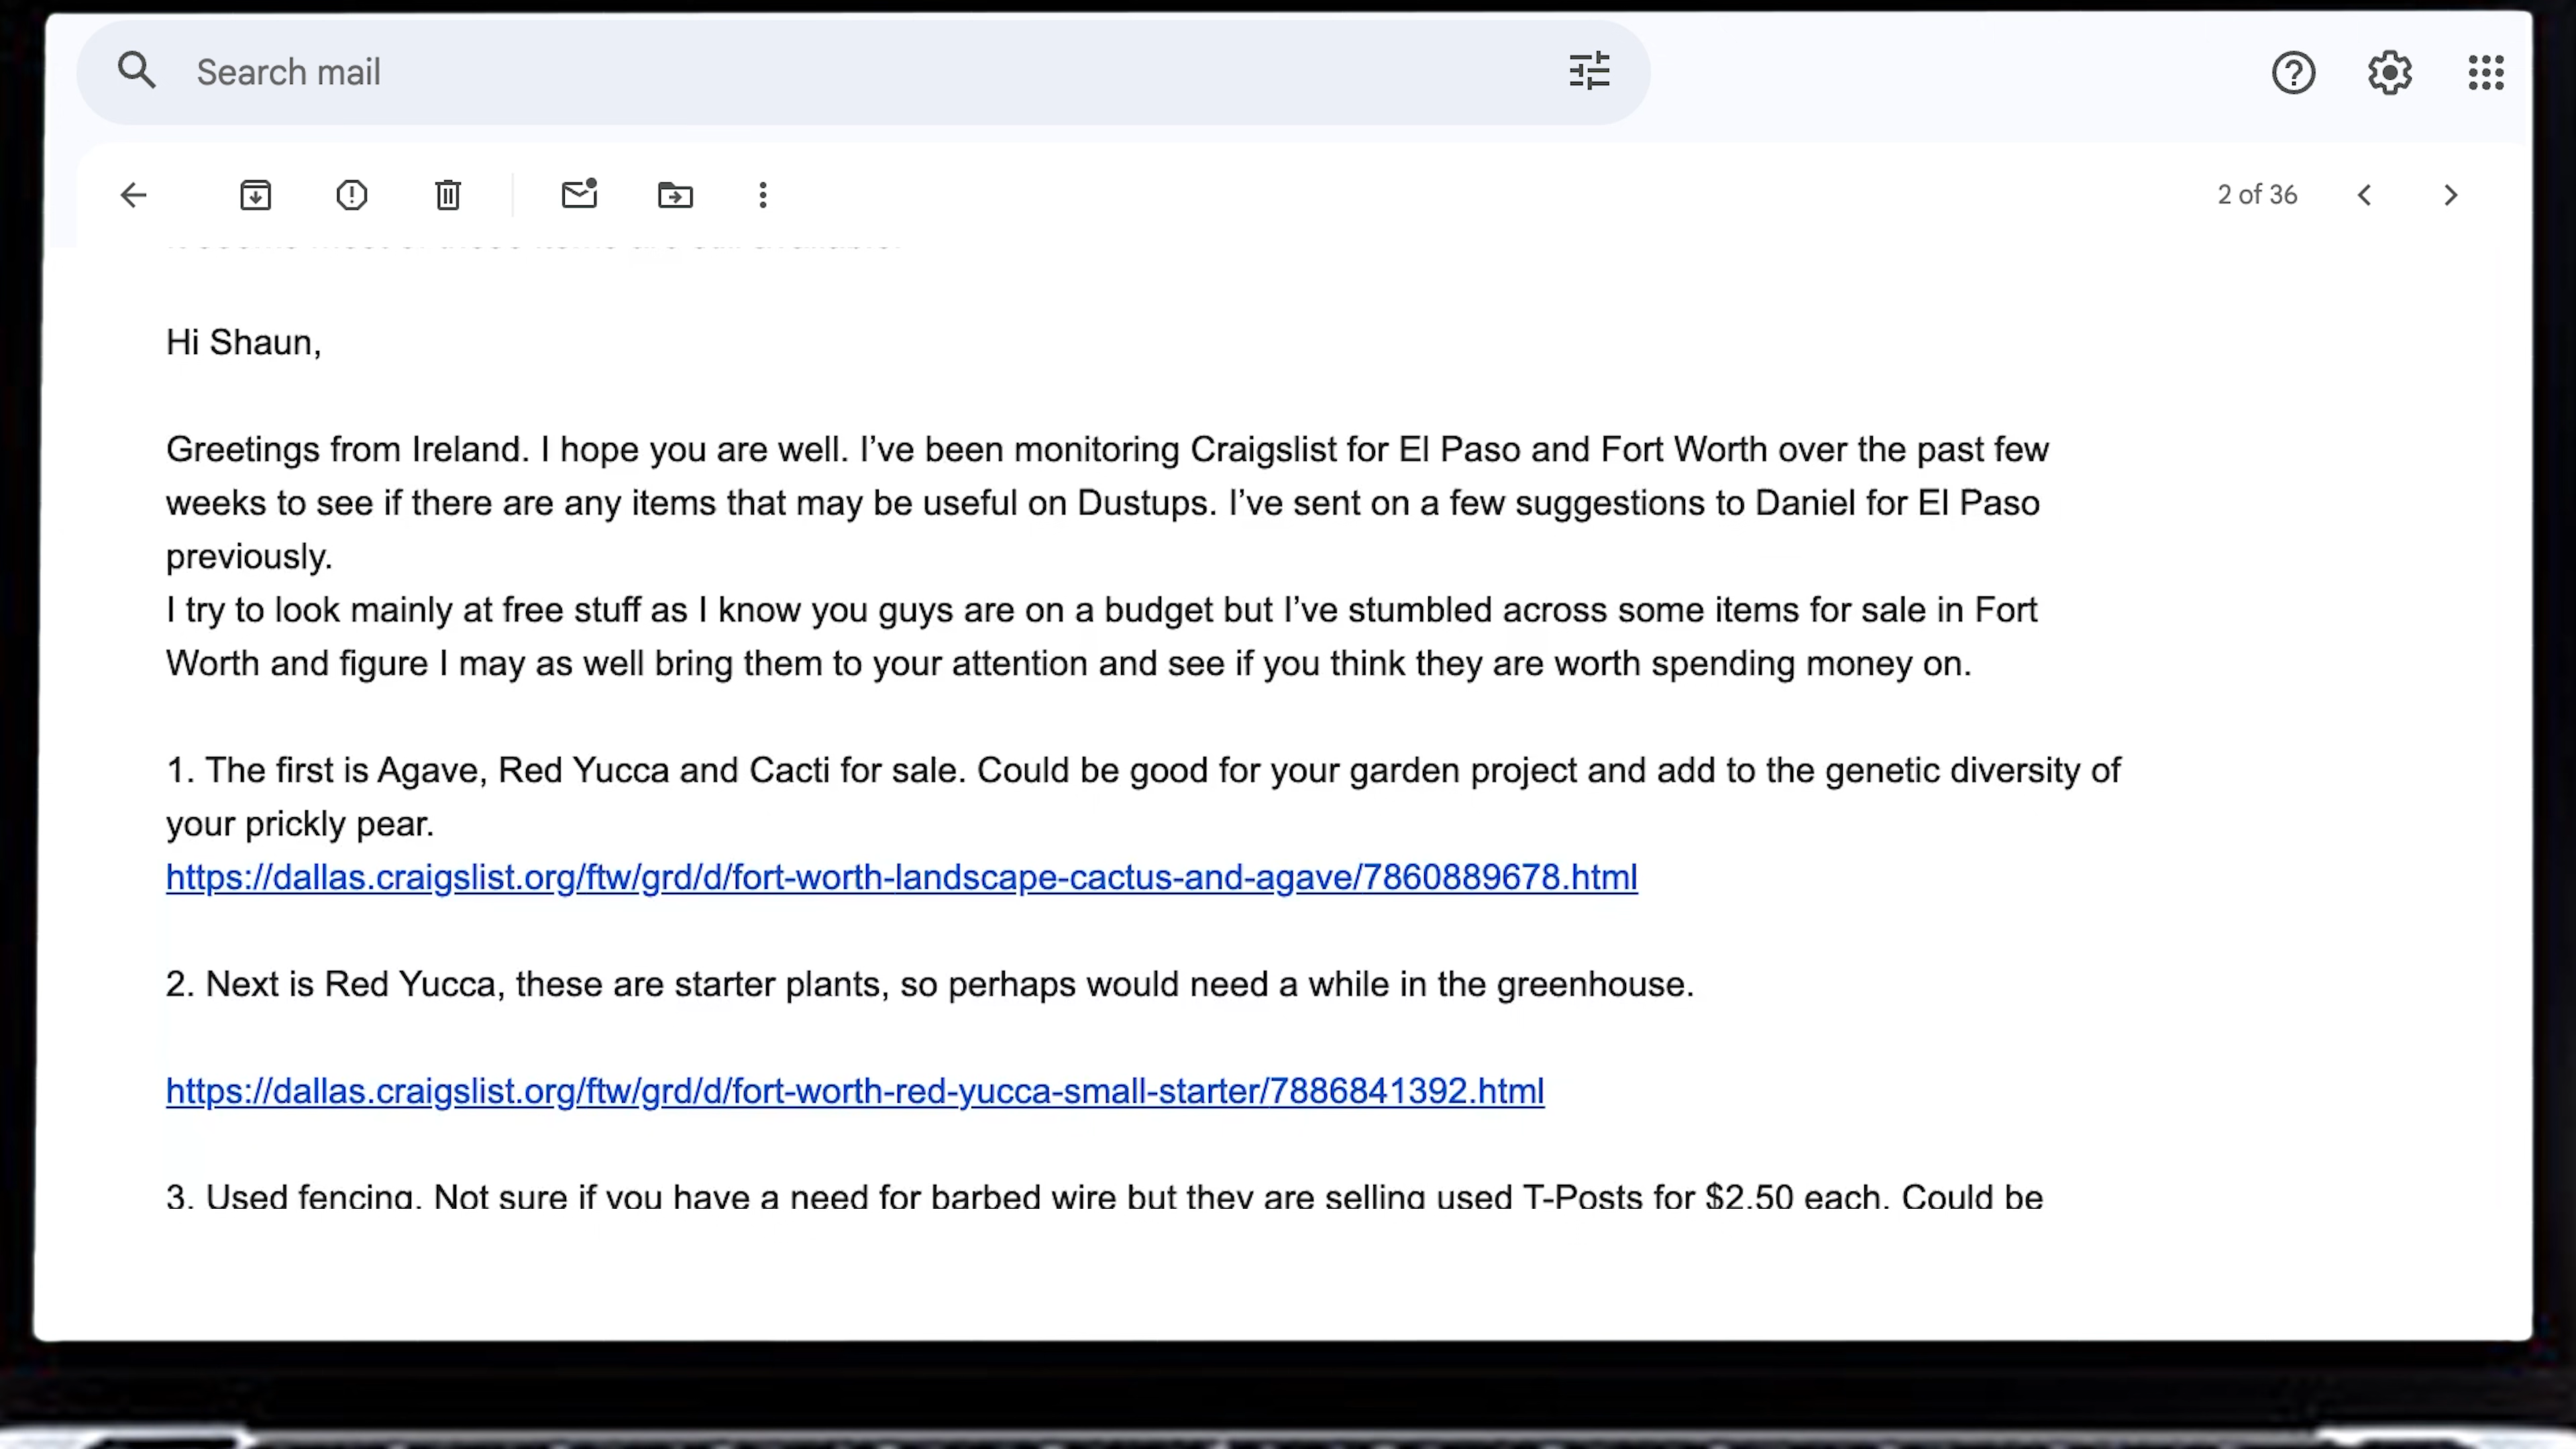 Search mail
2 of 36
Hi Shaun,
Greetings from Ireland. I hope you are well. I’ve been monitoring Craigslist for El Paso and Fort Worth over the past few
weeks to see if there are any items that may be useful on Dustups. I’ve sent on a few suggestions to Daniel for El Paso
previously.
I try to look mainly at free stuff as I know you guys are on a budget but I’ve stumbled across some items for sale in Fort
Worth and figure I may as well bring them to your attention and see if you think they are worth spending money on.
1. The first is Agave, Red Yucca and Cacti for sale. Could be good for your garden project and add to the genetic diversity of
your prickly pear.
https://dallas.craigslist.org/ftw/grd/d/fort-worth-landscape-cactus-and-agave/7860889678.html
2. Next is Red Yucca, these are starter plants, so perhaps would need a while in the greenhouse.
https://dallas.craigslist.org/ftw/grd/d/fort-worth-red-yucca-small-starter/7886841392.html
3. Used fencing. Not sure if you have a need for barbed wire but they are selling used T-Posts for $2.50 each. Could be